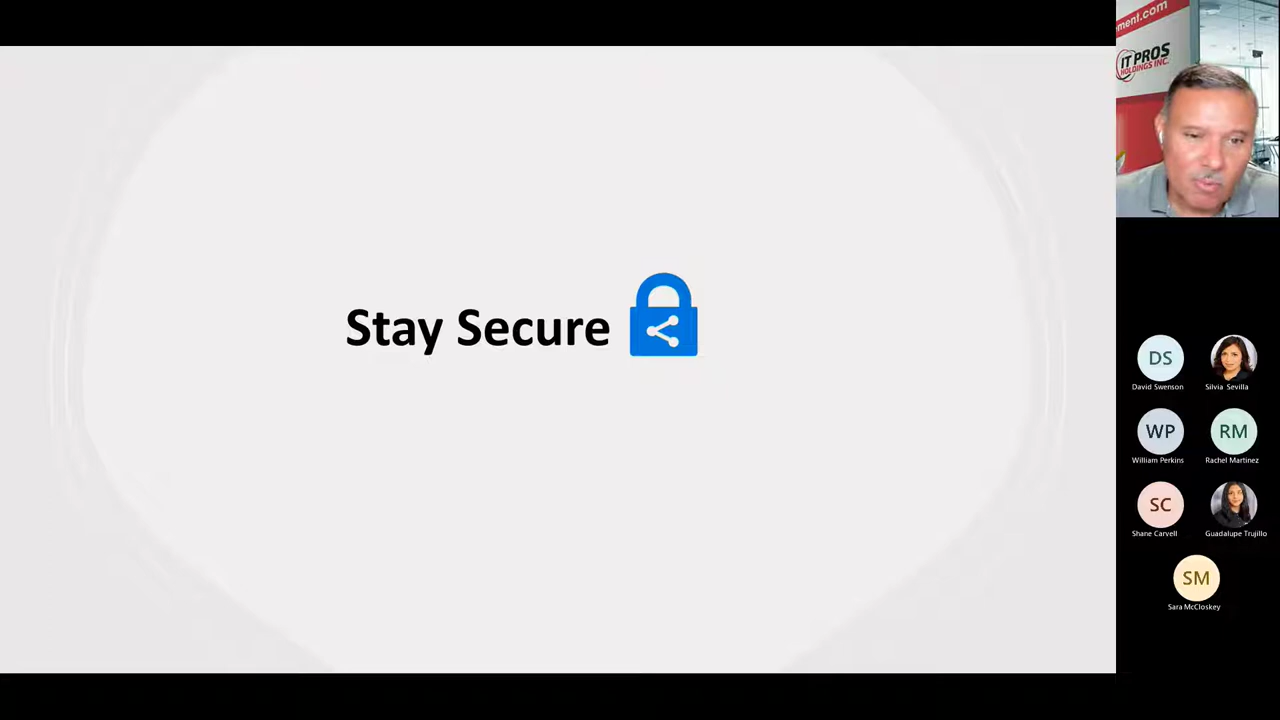 ement.com
IT PROS
HOLDINGS INC.
Stay Secure
DS
David Swenson
Silvia Sevilla
WP
William Perkins
RM
Rachel Martinez
SC
Shane Carvell
Guadalupe Trujillo
SM
Sara McCloskey